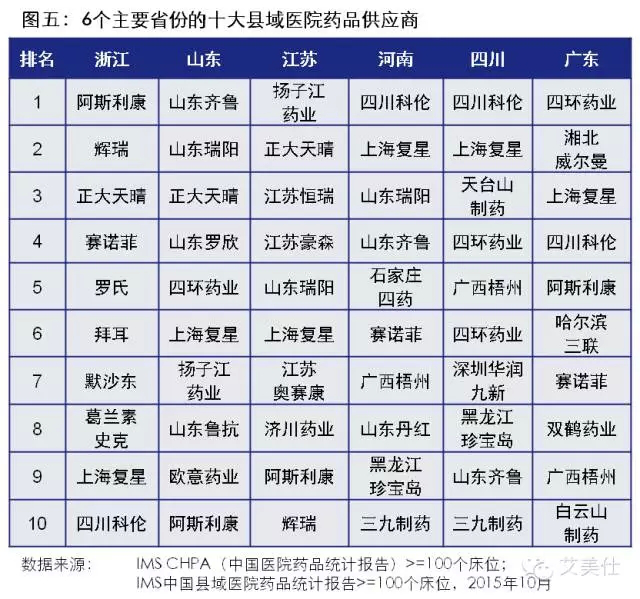 图五：6个主要省份的十大县域医院药品供应商
排名 浙江 山东 江苏 河南 四川 广东
1 阿斯利康 山东齐鲁 扬子江药业 四川科伦 四川科伦 四环药业
2 辉瑞 山东瑞阳 正大天晴 上海复星 上海复星 湘北威尔曼
3 正大天晴 正大天晴 江苏恒瑞 山东瑞阳 天台山制药 上海复星
4 赛诺菲 山东罗欣 江苏豪森 山东齐鲁 四环药业 四川科伦
5 罗氏 四环药业 山东瑞阳 石家庄四药 广西梧州 阿斯利康
6 拜耳 上海复星 上海复星 赛诺菲 四环药业 哈尔滨三联
7 默沙东 扬子江药业 江苏奥赛康 广西梧州 深圳华润九新 赛诺菲
8 葛兰素史克 山东鲁抗 济川药业 山东丹红 黑龙江珍宝岛 双鹤药业
9 上海复星 欧意药业 阿斯利康 黑龙江珍宝岛 山东齐鲁 广西梧州
10 四川科伦 阿斯利康 辉瑞 三九制药 三九制药 白云山制药
数据来源： IMS CHPA（中国医院药品统计报告）>=100个床位；
IMS中国县域医院药品统计报告>=100个床位，2015年10月
艾美仕